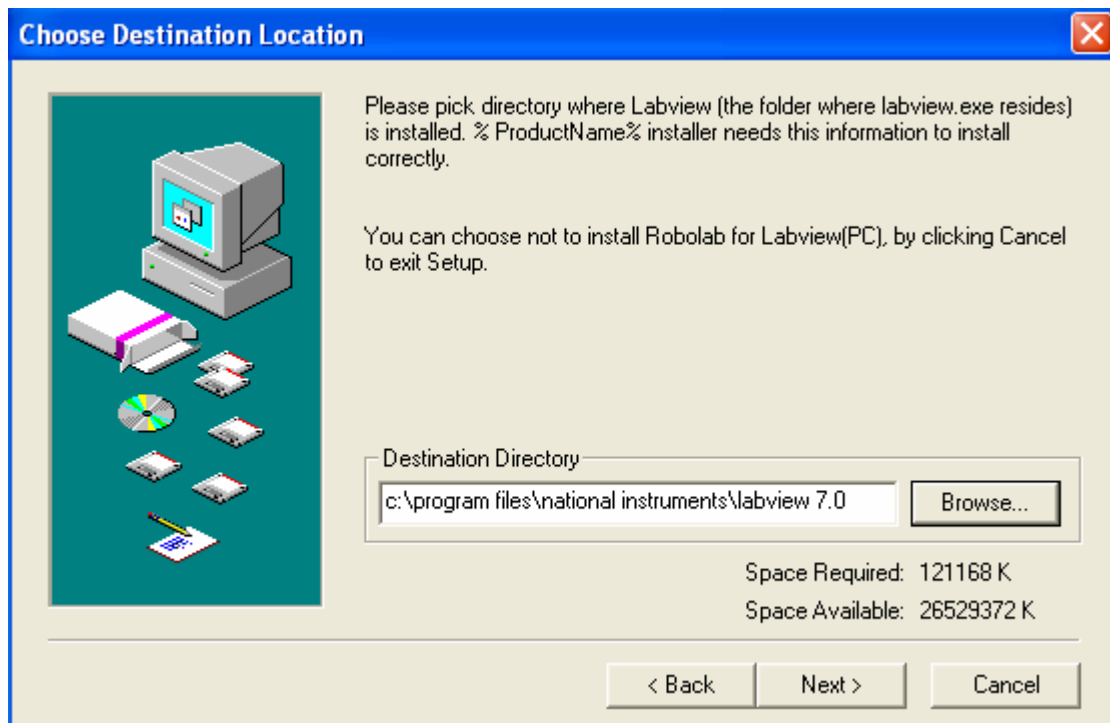 Choose Destination Location
Please pick directory where Labview (the folder where labview.exe resides)
is installed. % ProductName% installer needs this information to install
correctly.
You can choose not to install Robolab for Labview(PC), by clicking Cancel
to exit Setup.
Destination Directory
c:\program files\national instruments\labview 7.0
Browse...
Space Required: 121168 K
Space Available: 26529372 K
< Back
Next >
Cancel